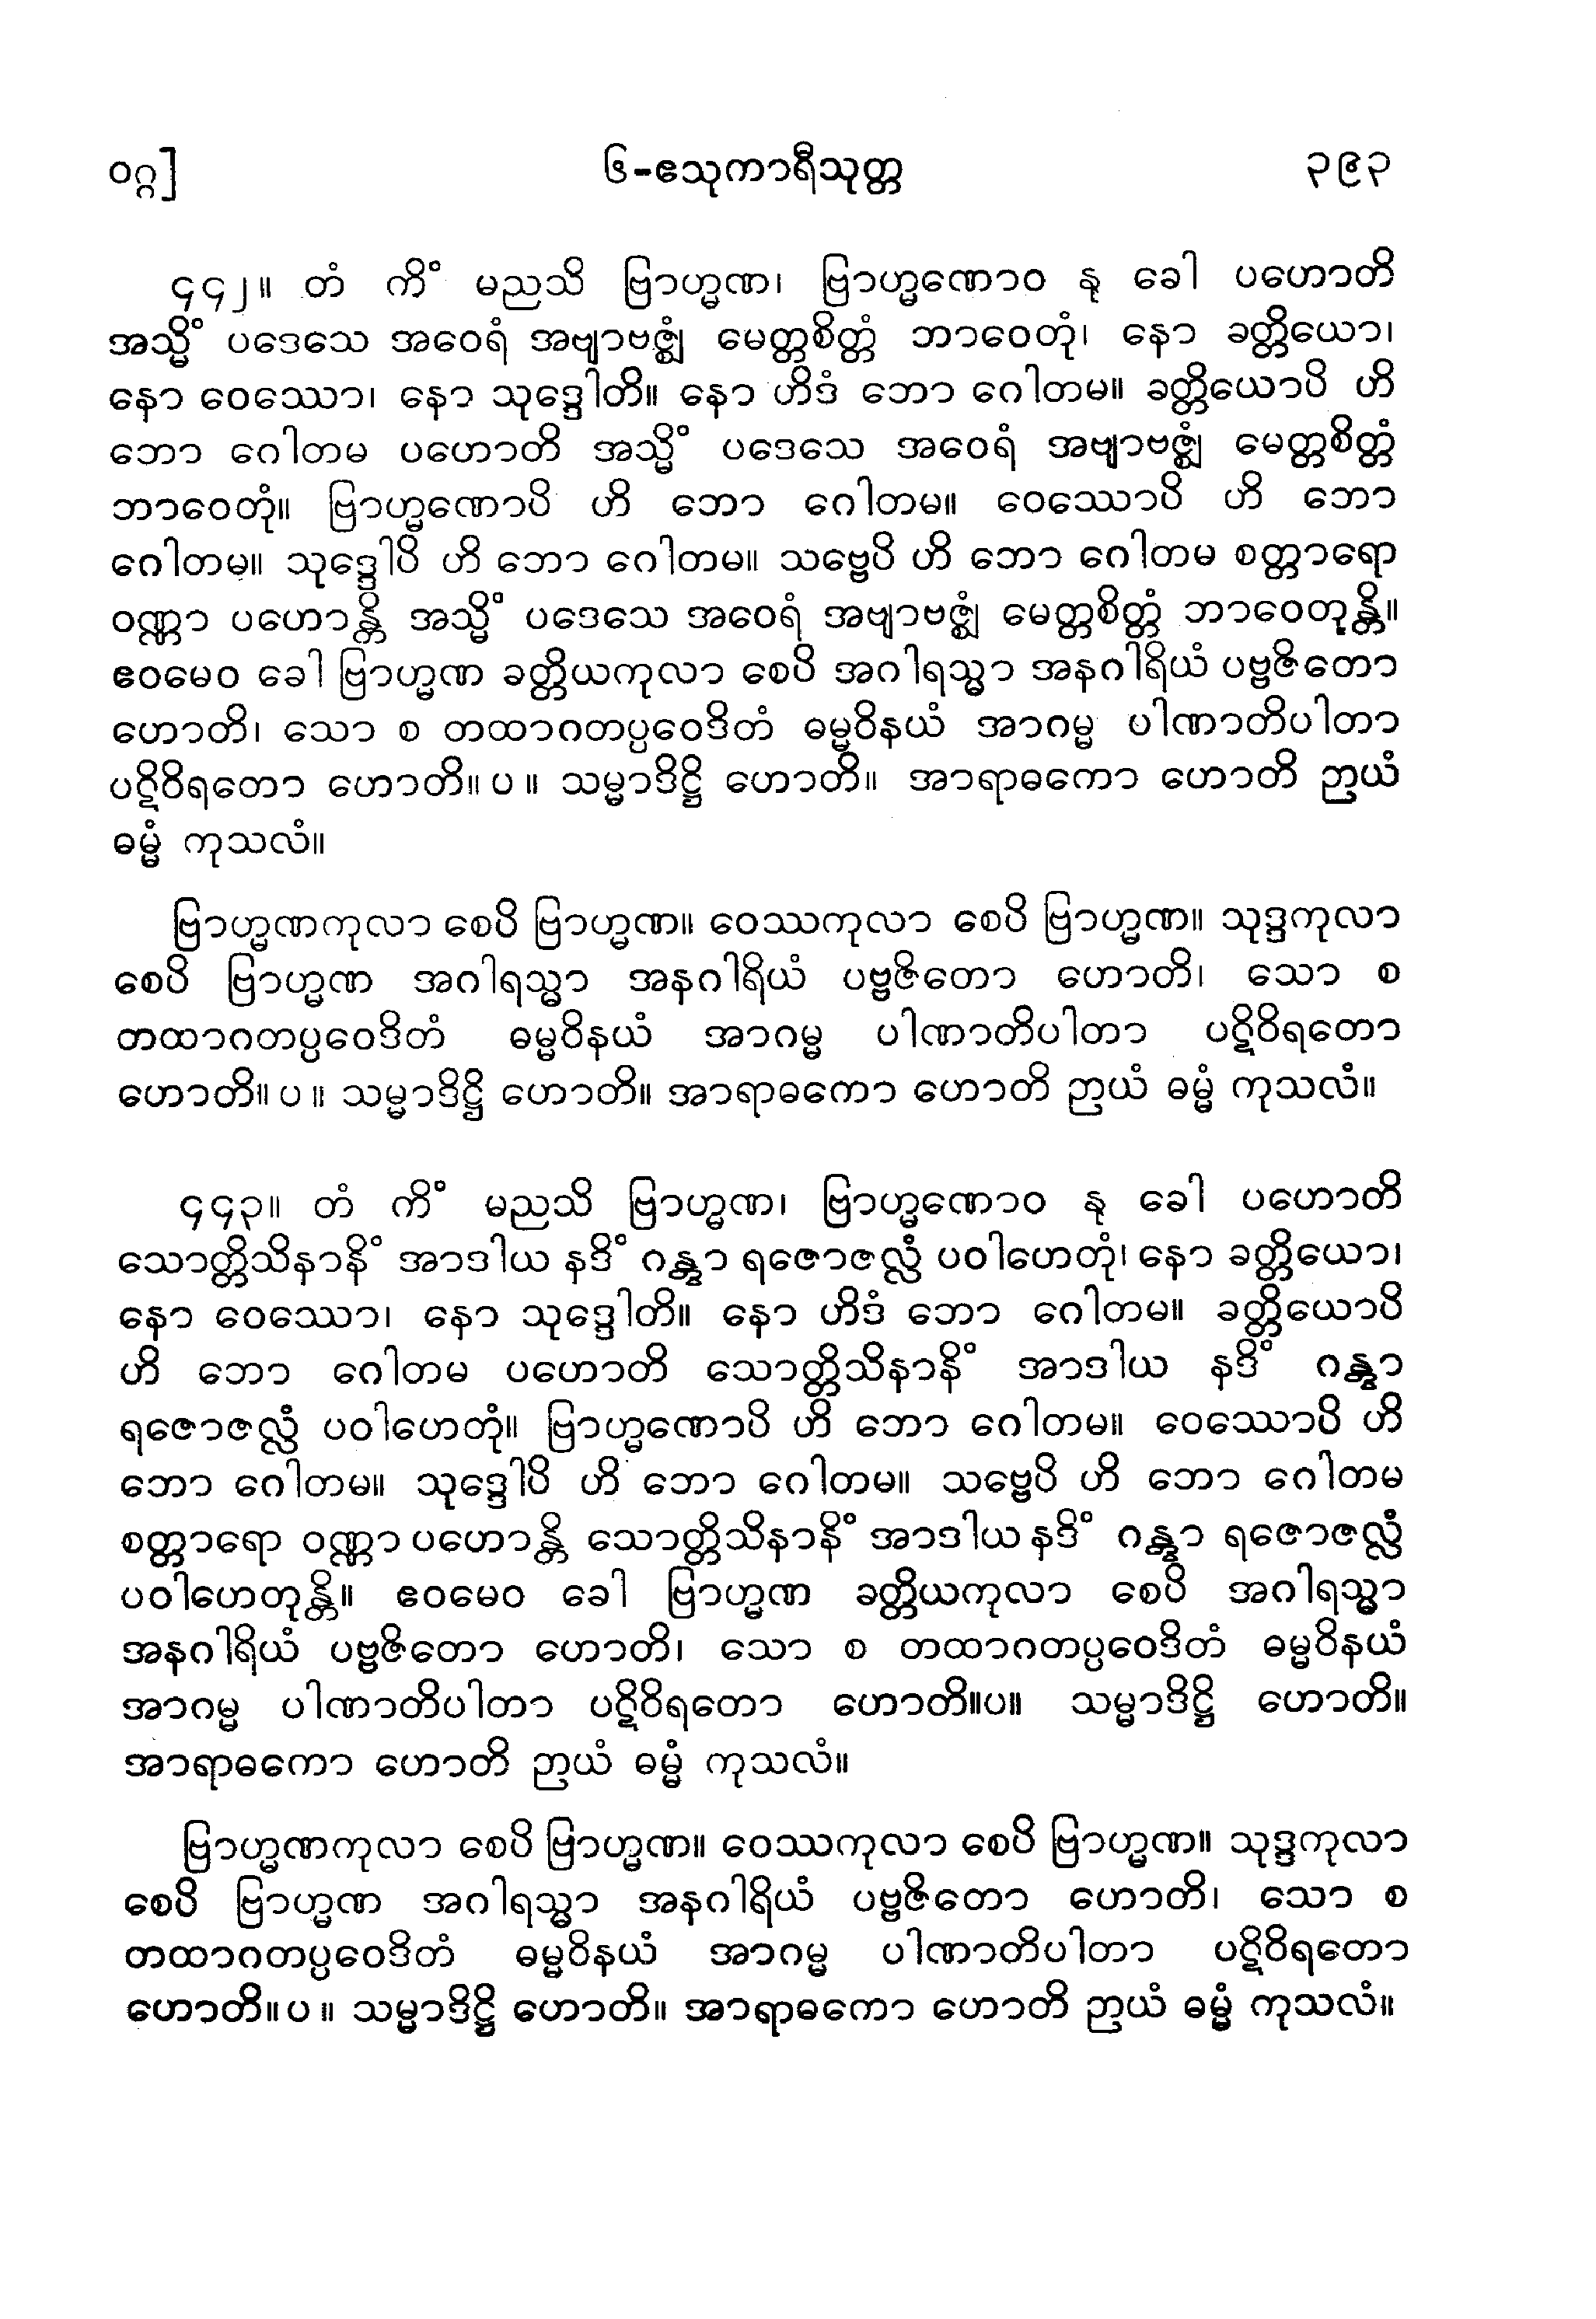 ဝဂ္ဂ] ၆-ဧသုကာရီသုတ္တ ၃၉၃
၄၄၂။ တံ ကိံ မညသိ ဗြာဟ္မဏ၊ ဗြာဟ္မဏောဝ နု ခေါ ပဟောတိ
အသ္မိံ ပဒေသေ အဝေရံ အဗျာဗဇ္ဈံ မေတ္တစိတ္တံ ဘာဝေတုံ၊ နော ခတ္တိယော၊
နော ဝေဿော၊ နော သုဒ္ဒေါတိ။ နော ဟိဒံ ဘော ဂေါတမ။ ခတ္တိယောပိ ဟိ
ဘော ဂေါတမ ပဟောတိ အသ္မိံ ပဒေသေ အဝေရံ အဗျာဗဇ္ဈံ မေတ္တစိတ္တံ
ဘာဝေတုံ။ ဗြာဟ္မဏောပိ ဟိ ဘော ဂေါတမ။ ဝေဿောပိ ဟိ ဘော
ဂေါတမ။ သုဒ္ဒေါပိ ဟိ ဘော ဂေါတမ။ သဗ္ဗေပိ ဟိ ဘော ဂေါတမ စတ္တာရော
ဝဏ္ဏာ ပဟောန္တိ အသ္မိံ ပဒေသေ အဝေရံ အဗျာဗဇ္ဈံ မေတ္တစိတ္တံ ဘာဝေတုန္တိ။
ဧဝမေဝ ခေါ ဗြာဟ္မဏ ခတ္တိယကုလာ စေပိ အဂါရသ္မာ အနဂါရိယံ ပဗ္ဗဇိတော
ဟောတိ၊ သော စ တထာဂတပ္ပဝေဒိတံ ဓမ္မဝိနယံ အာဂမ္မ ပါဏာတိပါတာ
ပဋိဝိရတော ဟောတိ။ ပ ။ သမ္မာဒိဋ္ဌိ ဟောတိ။ အာရာဓကော ဟောတိ ဉာယံ
ဓမ္မံ ကုသလံ။
ဗြာဟ္မဏကုလာ စေပိ ဗြာဟ္မဏ။ ဝေဿကုလာ စေပိ ဗြာဟ္မဏ။ သုဒ္ဒကုလာ
စေပိ ဗြာဟ္မဏ အဂါရသ္မာ အနဂါရိယံ ပဗ္ဗဇိတော ဟောတိ၊ သော စ
တထာဂတပ္ပဝေဒိတံ ဓမ္မဝိနယံ အာဂမ္မ ပါဏာတိပါတာ ပဋိဝိရတော
ဟောတိ။ ပ ။ သမ္မာဒိဋ္ဌိ ဟောတိ။ အာရာဓကော ဟောတိ ဉာယံ ဓမ္မံ ကုသလံ။
၄၄၃။ တံ ကိံ မညသိ ဗြာဟ္မဏ၊ ဗြာဟ္မဏောဝ နု ခေါ ပဟောတိ
သောတ္တိသိနာနိံ အာဒါယ နဒိံ ဂန္တွာ ရဇောဇလ္လံ ပဝါဟေတုံ၊ နော ခတ္တိယော၊
နော ဝေဿော၊ နော သုဒ္ဒေါတိ။ နော ဟိဒံ ဘော ဂေါတမ။ ခတ္တိယောပိ
ဟိ ဘော ဂေါတမ ပဟောတိ သောတ္တိသိနာနိံ အာဒါယ နဒိံ ဂန္တွာ
ရဇောဇလ္လံ ပဝါဟေတုံ။ ဗြာဟ္မဏောပိ ဟိ ဘော ဂေါတမ။ ဝေဿောပိ ဟိ
ဘော ဂေါတမ။ သုဒ္ဒေါပိ ဟိ ဘော ဂေါတမ။ သဗ္ဗေပိ ဟိ ဘော ဂေါတမ
စတ္တာရော ဝဏ္ဏာ ပဟောန္တိ သောတ္တိသိနာနိံ အာဒါယ နဒိံ ဂန္တွာ ရဇောဇလ္လံ
ပဝါဟေတုန္တိ။ ဧဝမေဝ ခေါ ဗြာဟ္မဏ ခတ္တိယကုလာ စေပိ အဂါရသ္မာ
အနဂါရိယံ ပဗ္ဗဇိတော ဟောတိ၊ သော စ တထာဂတပ္ပဝေဒိတံ ဓမ္မဝိနယံ
အာဂမ္မ ပါဏာတိပါတာ ပဋိဝိရတော ဟောတိ။ပ။ သမ္မာဒိဋ္ဌိ ဟောတိ။
အာရာဓကော ဟောတိ ဉာယံ ဓမ္မံ ကုသလံ။
ဗြာဟ္မဏကုလာ စေပိ ဗြာဟ္မဏ။ ဝေဿကုလာ စေပိ ဗြာဟ္မဏ။ သုဒ္ဒကုလာ
စေပိ ဗြာဟ္မဏ အဂါရသ္မာ အနဂါရိယံ ပဗ္ဗဇိတော ဟောတိ၊ သော စ
တထာဂတပ္ပဝေဒိတံ ဓမ္မဝိနယံ အာဂမ္မ ပါဏာတိပါတာ ပဋိဝိရတော
ဟောတိ။ ပ ။ သမ္မာဒိဋ္ဌိ ဟောတိ။ အာရာဓကော ဟောတိ ဉာယံ ဓမ္မံ ကုသလံ။